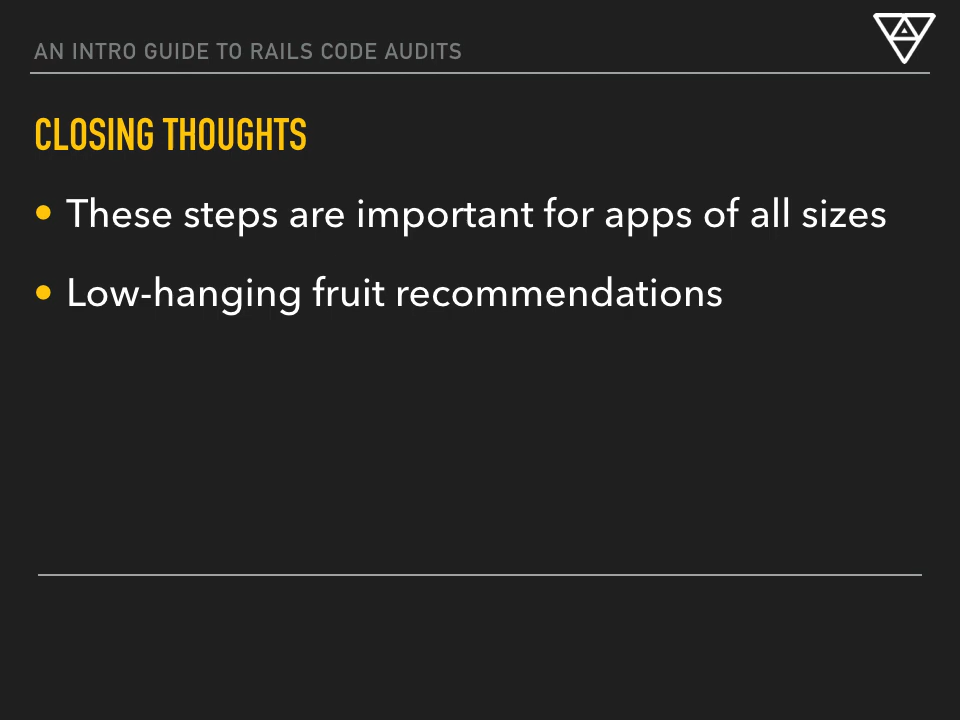 AN INTRO GUIDE TO RAILS CODE AUDITS
CLOSING THOUGHTS
• These steps are important for apps of all sizes
• Low-hanging fruit recommendations